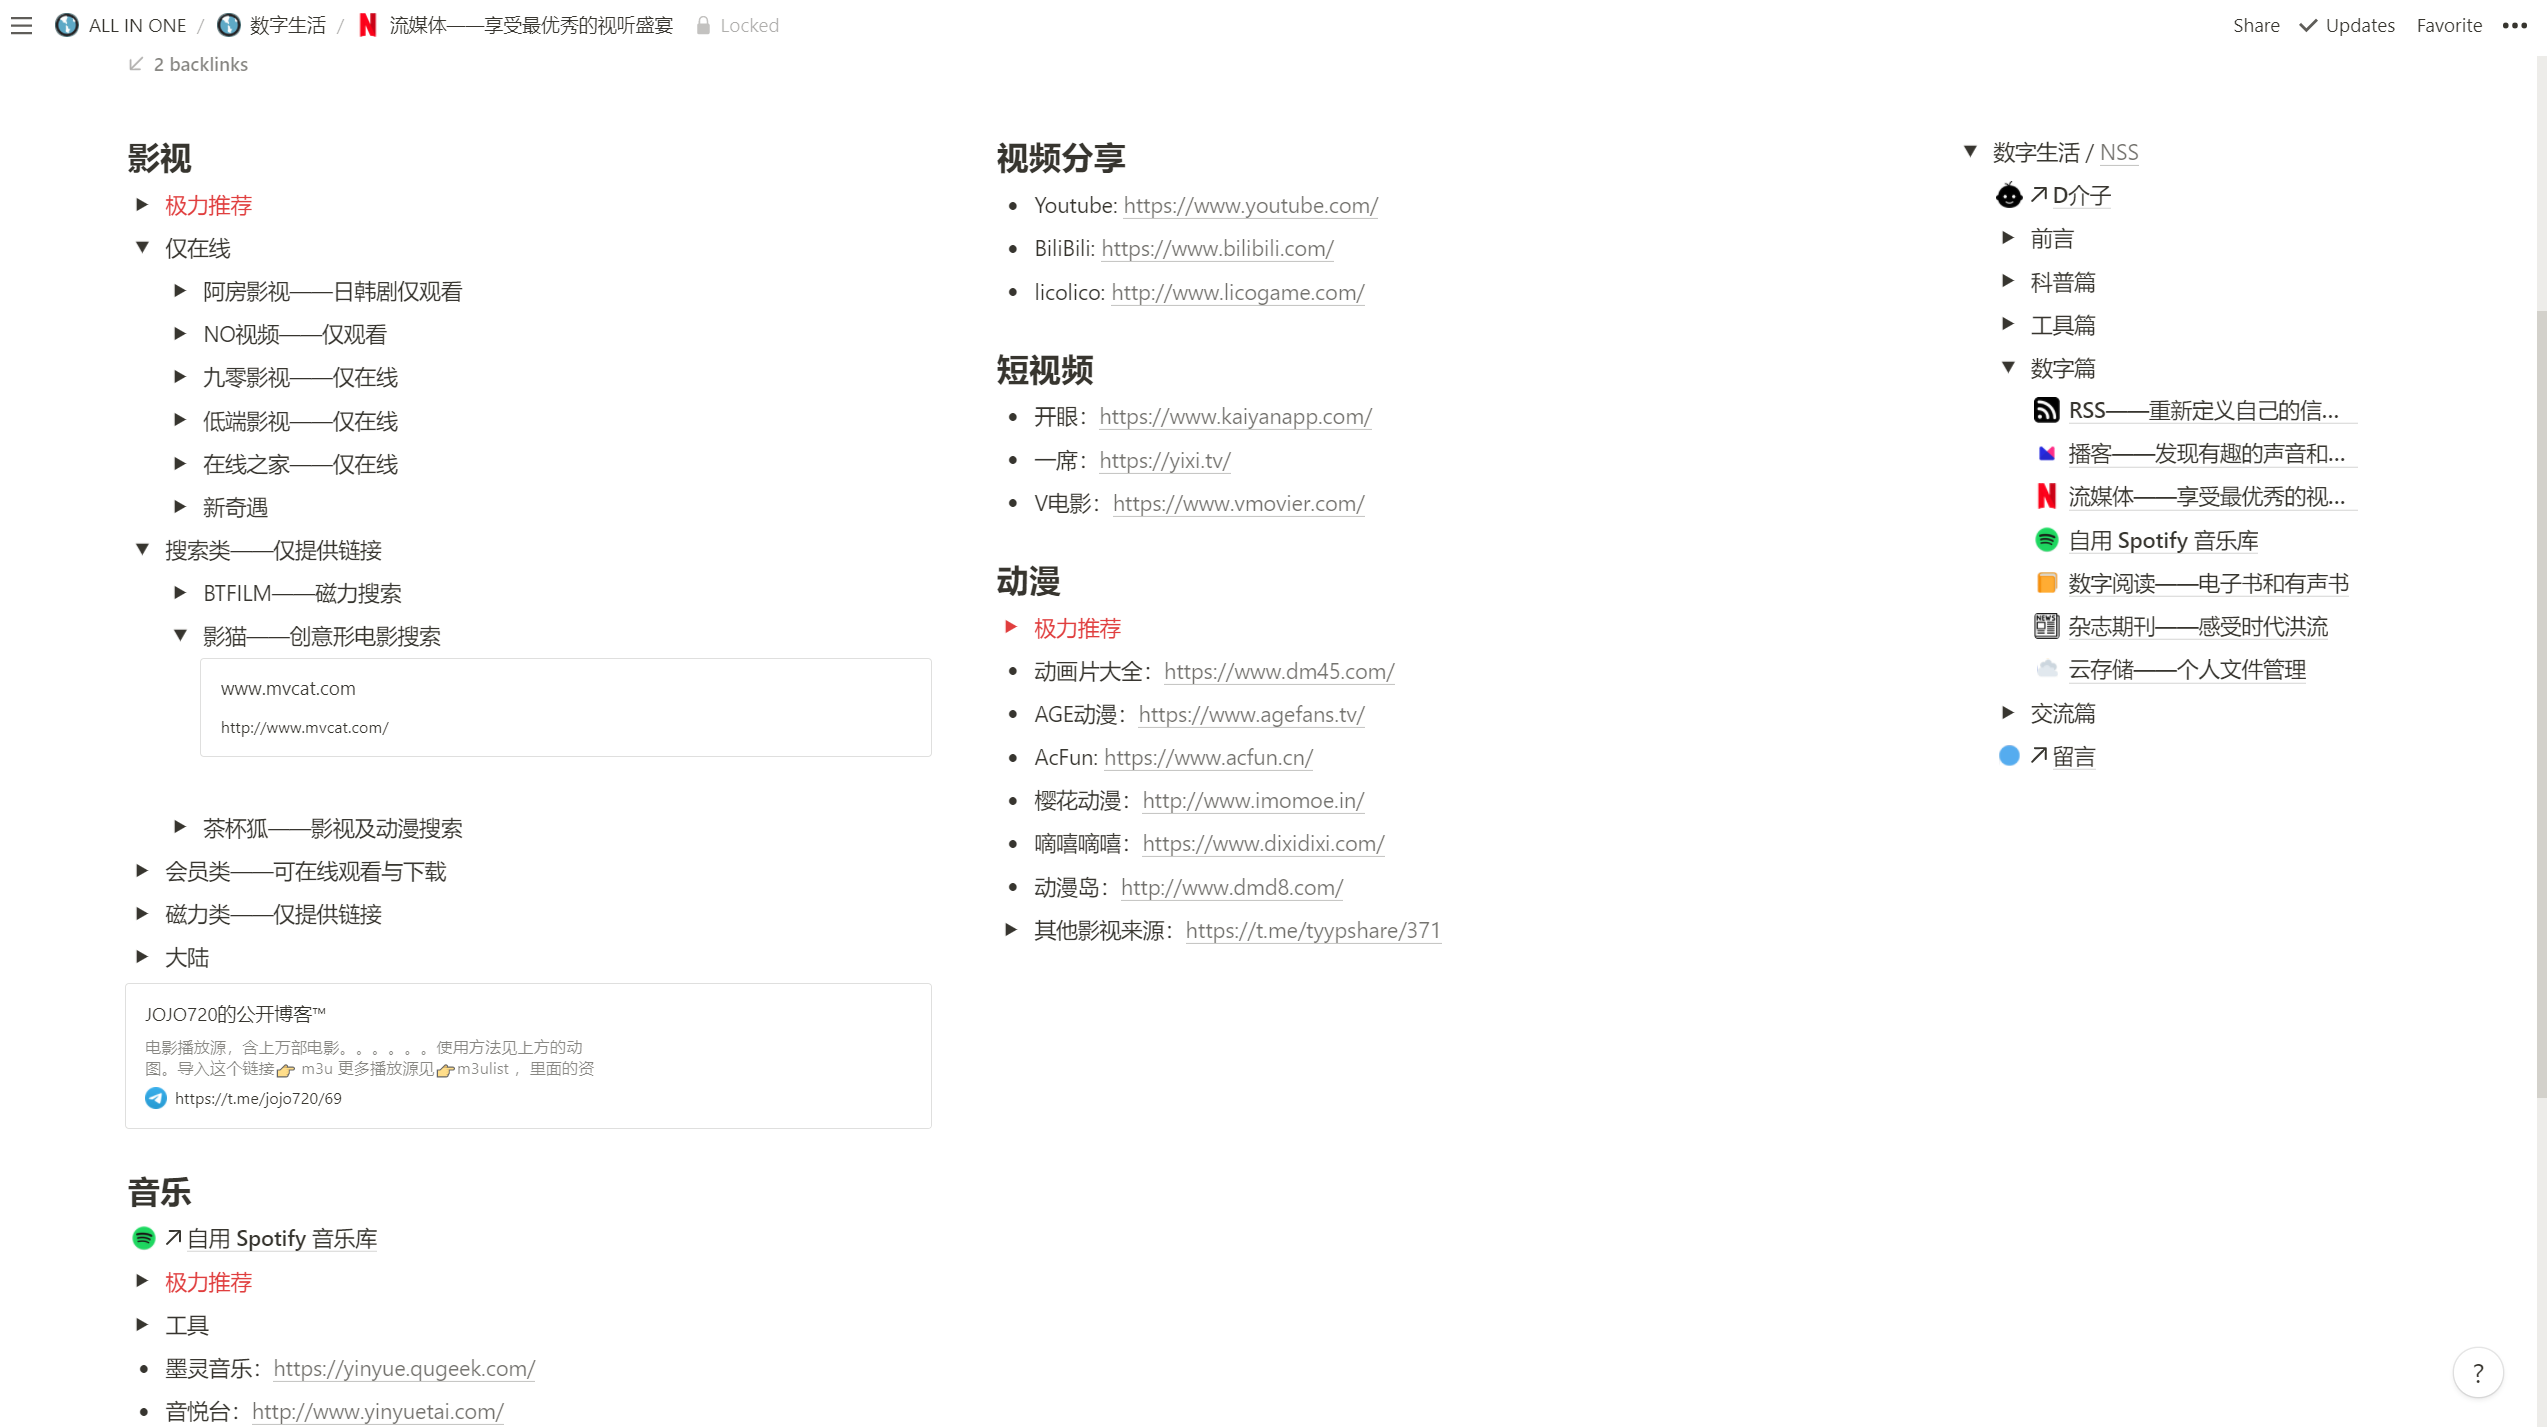 ALL IN ONE / 数字生活 / 流媒体——享受最优秀的视听盛宴 Locked
Share Updates Favorite
2 backlinks
影视
极力推荐
仅在线
阿房影视——日韩剧仅观看
NO视频——仅观看
九零影视——仅在线
低端影视——仅在线
在线之家——仅在线
新奇遇
搜索类——仅提供链接
BTFILM——磁力搜索
影猫——创意形电影搜索
www.mvcat.com
http://www.mvcat.com/
茶杯狐——影视及动漫搜索
会员类——可在线观看与下载
磁力类——仅提供链接
大陆
JOJO720的公开博客™
电影播放源，含上万部电影。。。。。。使用方法见上方的动
图。导入这个链接👉 m3u 更多播放源见👉m3ulist ，里面的资
https://t.me/jojo720/69
音乐
↗自用 Spotify 音乐库
极力推荐
工具
墨灵音乐：https://yinyue.qugeek.com/
音悦台：http://www.yinyuetai.com/
视频分享
Youtube: https://www.youtube.com/
BiliBili: https://www.bilibili.com/
licolico: http://www.licogame.com/
短视频
开眼：https://www.kaiyanapp.com/
一席：https://yixi.tv/
V电影：https://www.vmovier.com/
动漫
极力推荐
动画片大全：https://www.dm45.com/
AGE动漫：https://www.agefans.tv/
AcFun: https://www.acfun.cn/
樱花动漫：http://www.imomoe.in/
嘀嘻嘀嘻：https://www.dixidixi.com/
动漫岛：http://www.dmd8.com/
其他影视来源：https://t.me/tyypshare/371
数字生活 / NSS
↗D介子
前言
科普篇
工具篇
数字篇
RSS——重新定义自己的信...
播客——发现有趣的声音和...
流媒体——享受最优秀的视...
自用 Spotify 音乐库
数字阅读——电子书和有声书
杂志期刊——感受时代洪流
云存储——个人文件管理
交流篇
↗留言
?